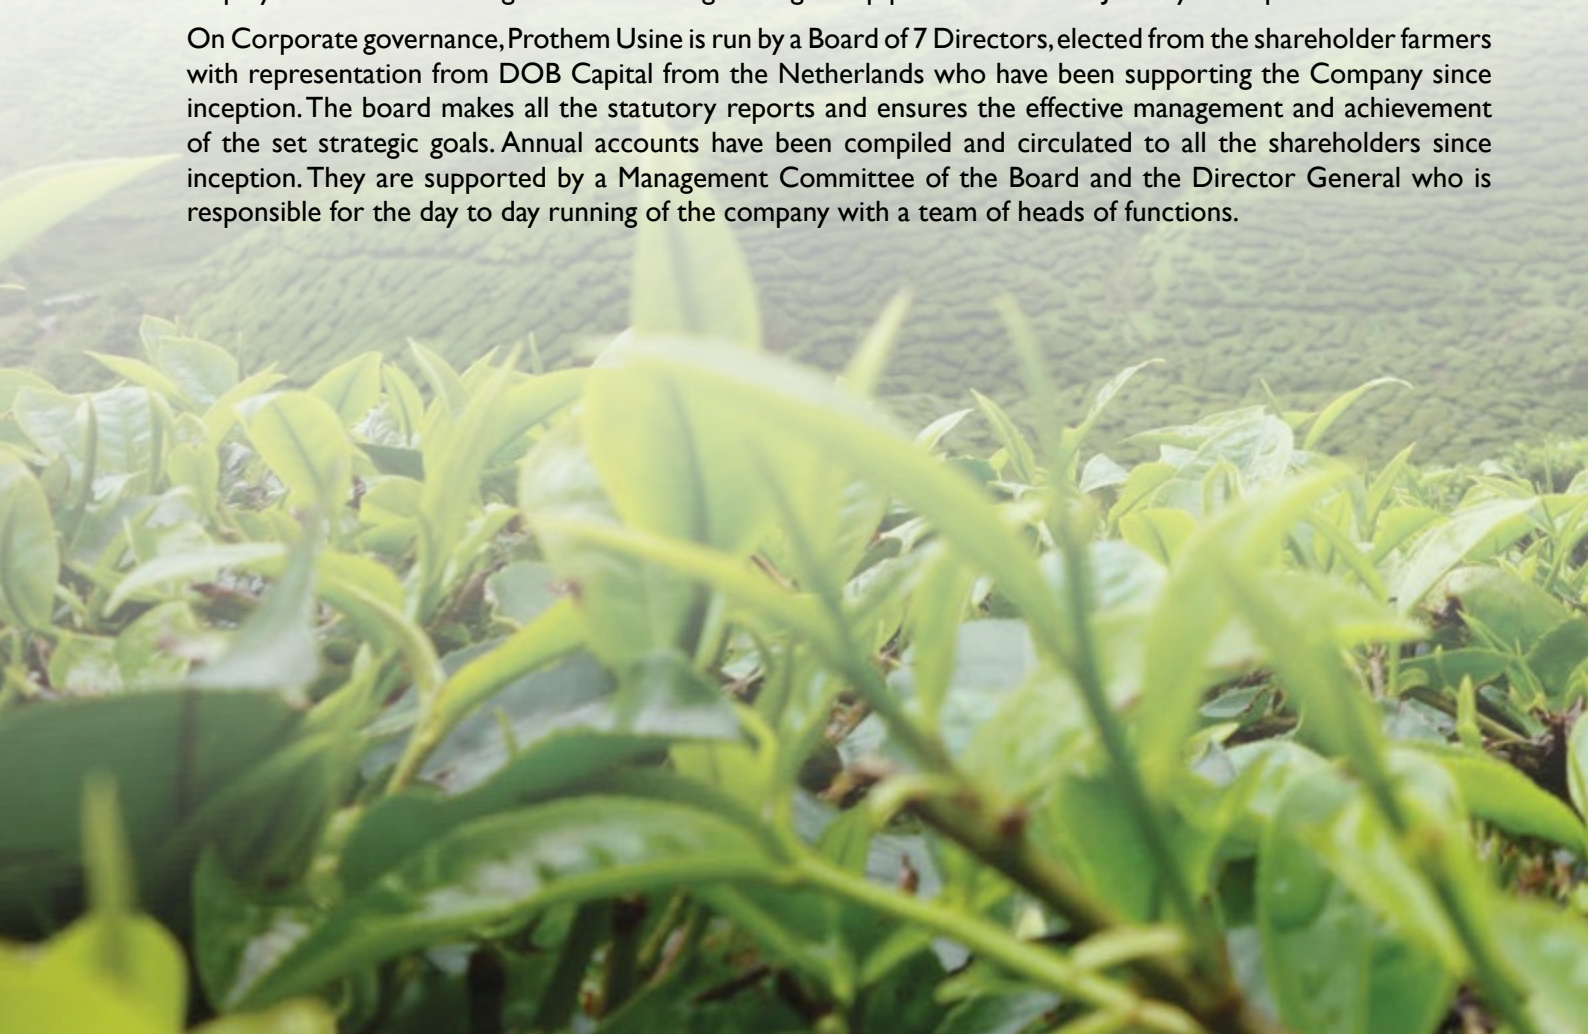 On Corporate governance, Prothem Usine is run by a Board of 7 Directors, elected from the shareholder farmers
with representation from DOB Capital from the Netherlands who have been supporting the Company since
inception. The board makes all the statutory reports and ensures the effective management and achievement
of the set strategic goals. Annual accounts have been compiled and circulated to all the shareholders since
inception. They are supported by a Management Committee of the Board and the Director General who is
responsible for the day to day running of the company with a team of heads of functions.